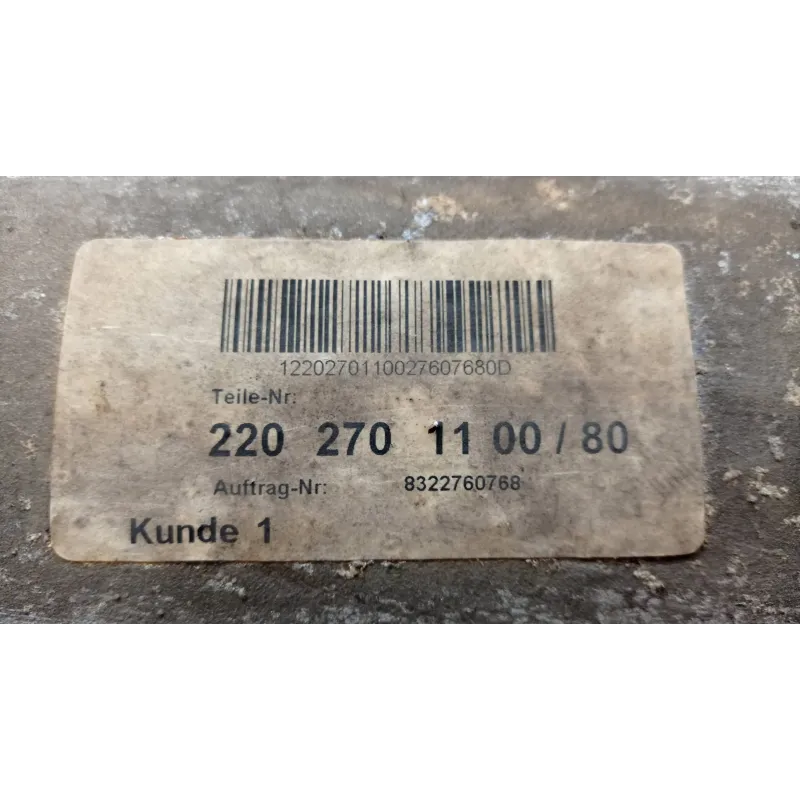 1220270110027607680D
Teile-Nr:
220 270 11 00 / 80
Auftrag-Nr: 8322760768
Kunde 1